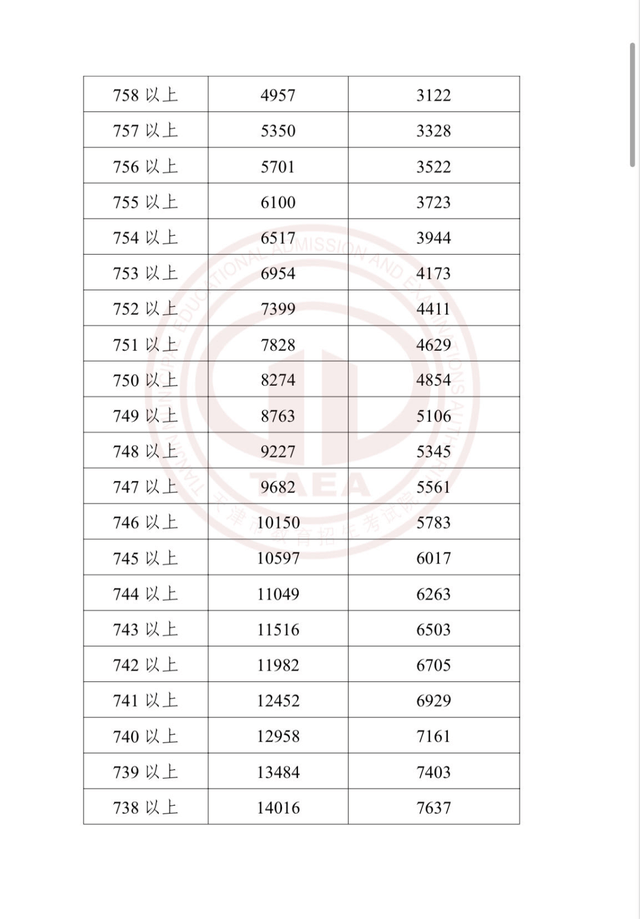 758 以上 4957 3122
757 以上 5350 3328
756 以上 5701 3522
755 以上 6100 3723
754 以上 6517 3944
753 以上 6954 4173
752 以上 7399 4411
751 以上 7828 4629
750 以上 8274 4854
749 以上 8763 5106
748 以上 9227 5345
747 以上 9682 5561
746 以上 10150 5783
745 以上 10597 6017
744 以上 11049 6263
743 以上 11516 6503
742 以上 11982 6705
741 以上 12452 6929
740 以上 12958 7161
739 以上 13484 7403
738 以上 14016 7637
TAEA